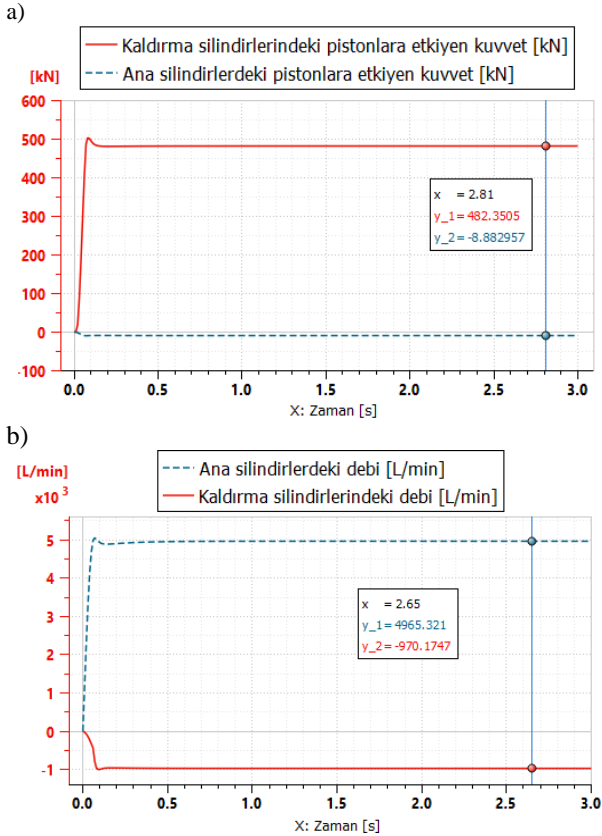 a)
Kaldırma silindirlerindeki pistonlara etkiyen kuvvet [kN]
Ana silindirlerdeki pistonlara etkiyen kuvvet [kN]
[kN]
600
500
400
300
200
100
0
-100
x = 2.81
y_1= 482.3505
y_2= -8.882957
0.0 0.5 1.0 1.5 2.0 2.5 3.0
X: Zaman [s]
b)
Ana silindirlerdeki debi [L/min]
Kaldırma silindirlerindeki debi [L/min]
[L/min]
x10 3
5
4
3
2
1
0
-1
x = 2.65
y_1= 4965.321
y_2= -970.1747
0.0 0.5 1.0 1.5 2.0 2.5 3.0
X: Zaman [s]